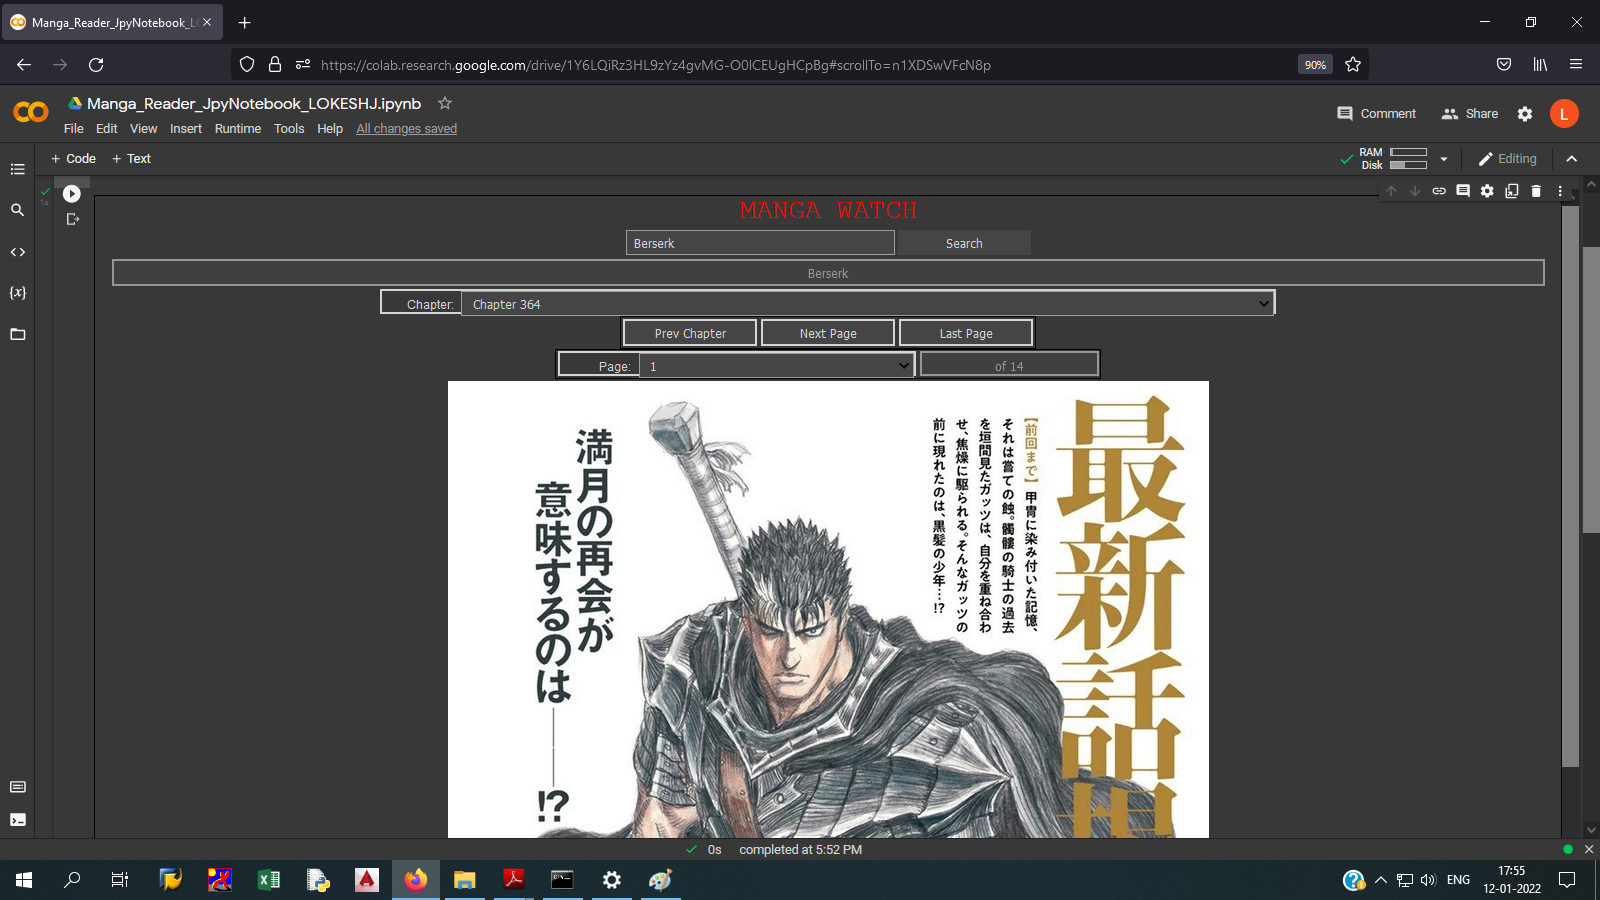 Manga_Reader_JpyNotebook_L
https://colab.research.google.com/drive/1Y6LQiRz3HL9zYz4gvMG-O0lCEUgHCpBg#scrollTo=n1XDSwVFcN8p
90%
Manga_Reader_JpyNotebook_LOKESHJ.ipynb
File Edit View Insert Runtime Tools Help All changes saved
Comment Share L
+ Code + Text
RAM
Disk
Editing
1s
MANGA WATCH
Berserk Search
Berserk
Chapter: Chapter 364
Prev Chapter Next Page Last Page
Page: 1 of 14
最新話
【前回まで】甲冑に染み付いた記憶、
それは嘗ての蝕。髑髏の騎士の過去
を垣間見たガッツは、自分を重ね合わ
せ、焦燥に駆られる。そんなガッツの
前に現れたのは、黒髪の少年…!?
満月の再会が
意味するのは――!?
0s completed at 5:52 PM
ENG
17:55
12-01-2022